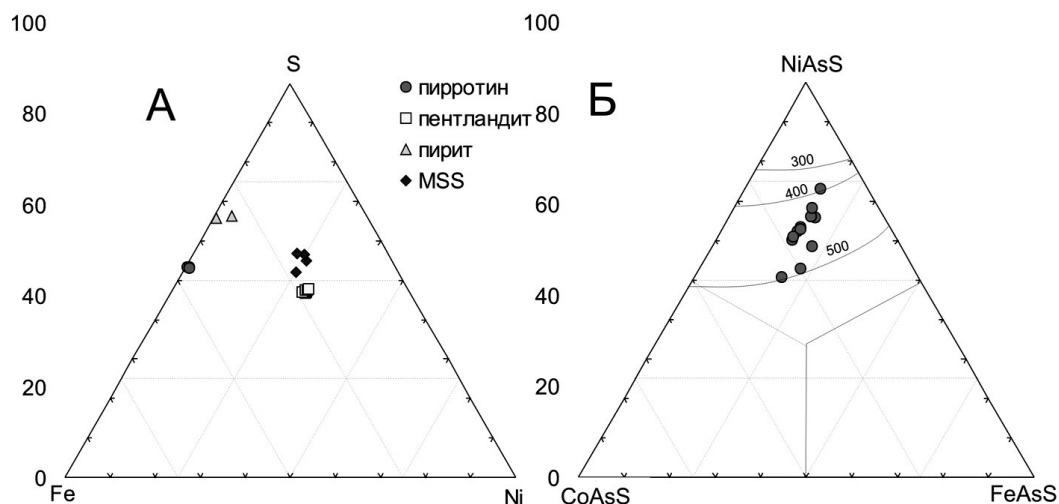 100
100
S
NiAsS
А
пирротин
80
80
Б
пентландит
пирит
300
MSS
400
60
60
500
40
40
20
20
0
0
Fe
Ni
CoAsS
FeAsS